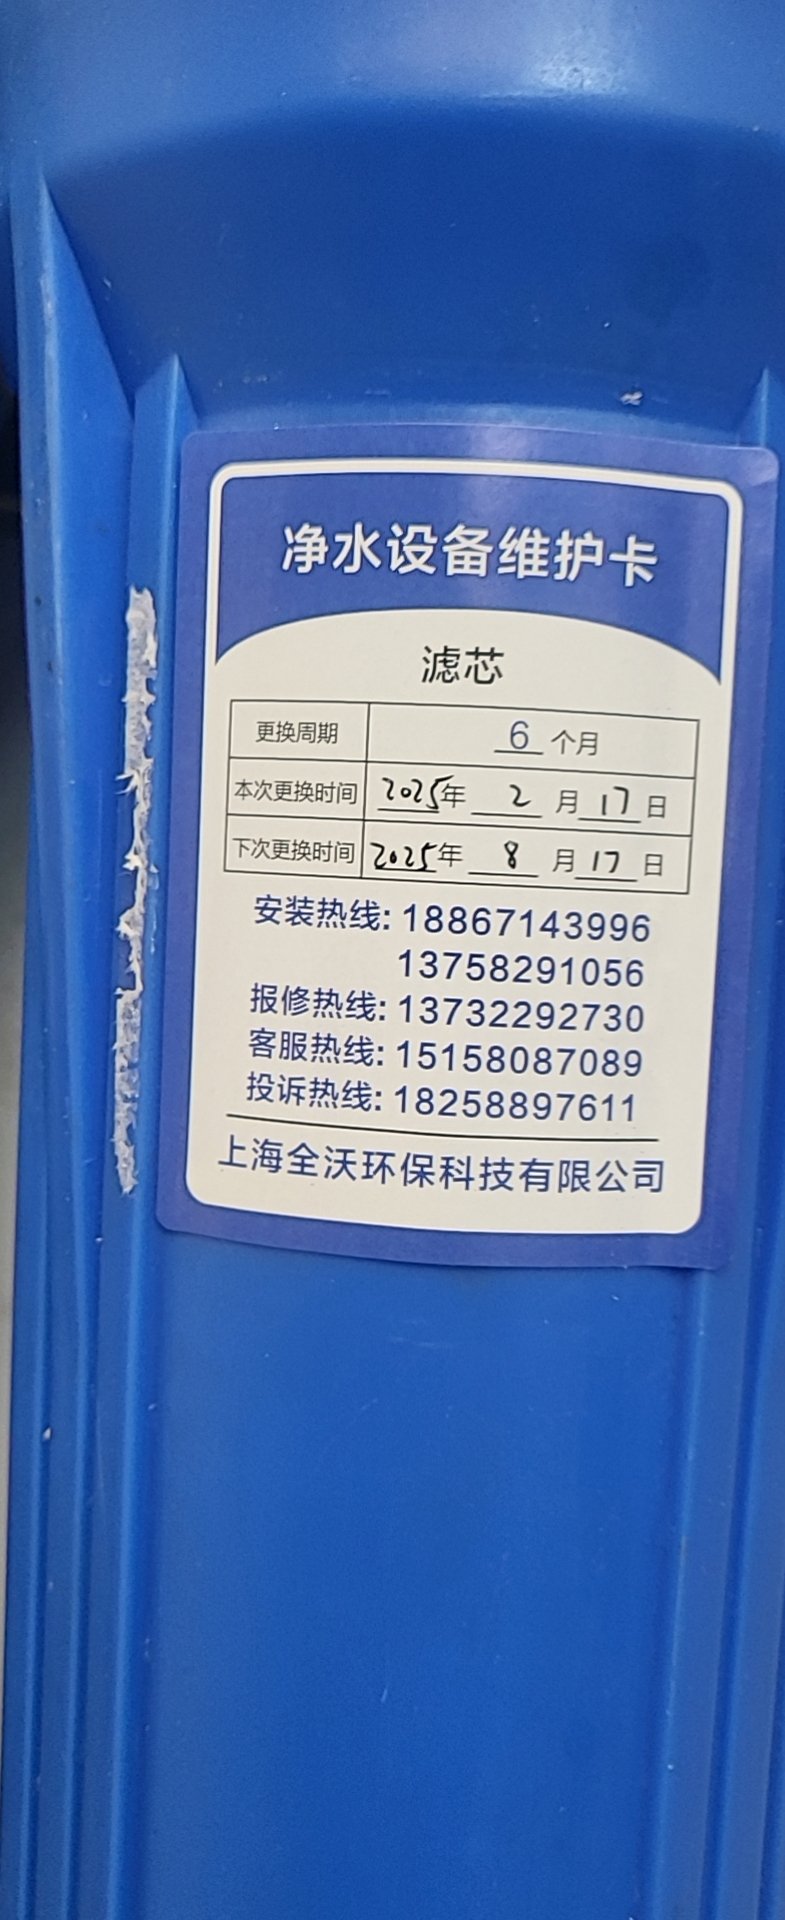 净水设备维护卡
滤芯
更换周期 6 个月
本次更换时间 2025年 2 月 17 日
下次更换时间 2025年 8 月 17 日
安装热线: 18867143996
13758291056
报修热线: 13732292730
客服热线: 15158087089
投诉热线: 18258897611
上海全沃环保科技有限公司